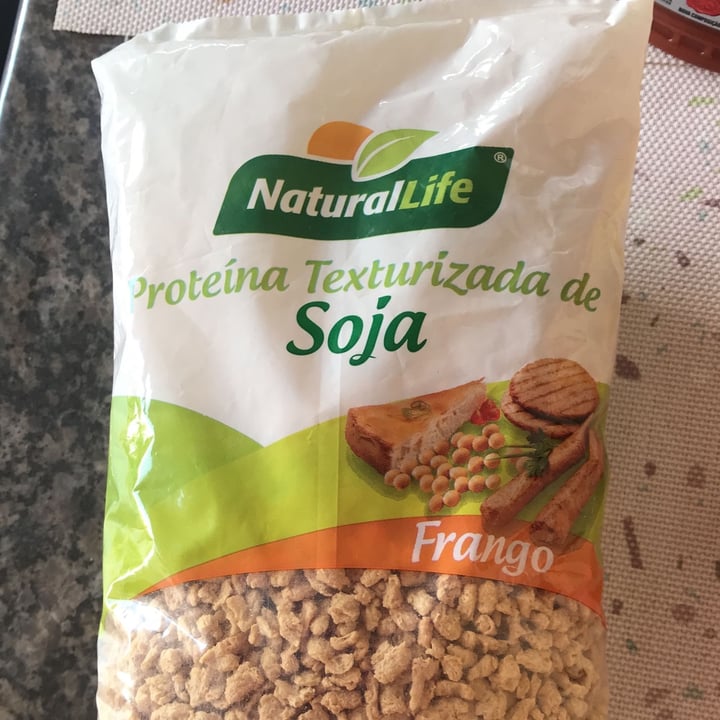 NaturalLife ®
Proteína Texturizada de
Soja
Frango